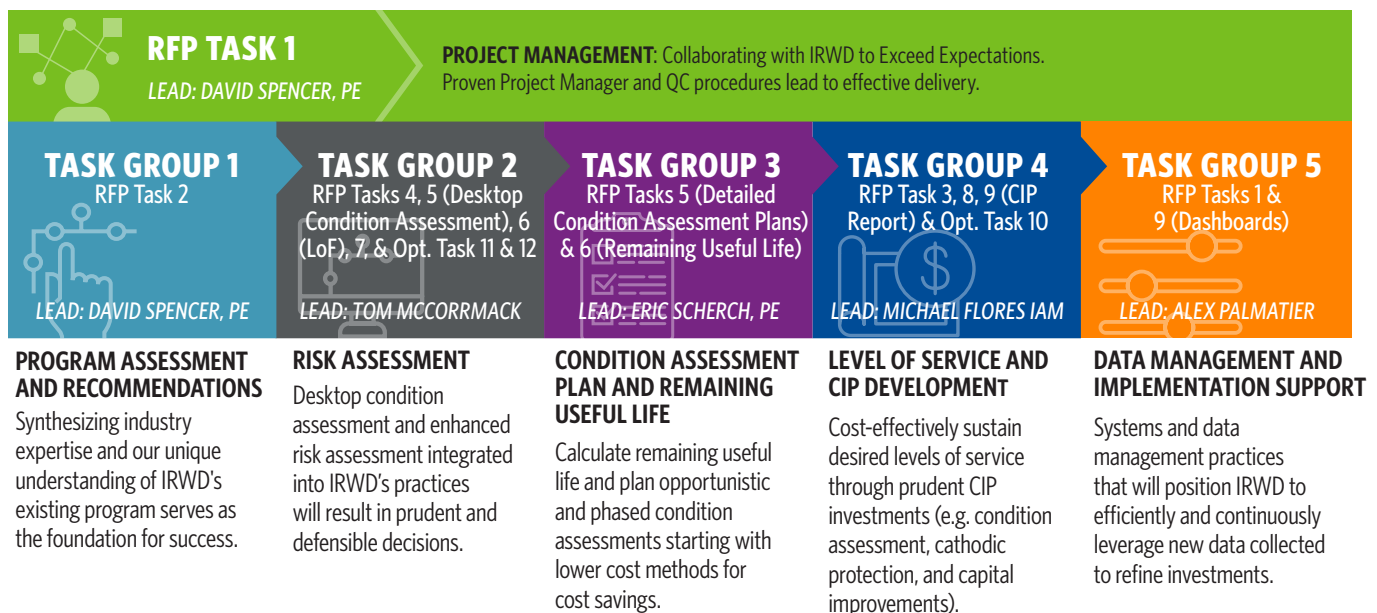 RFP TASK 1
LEAD: DAVID SPENCER, PE
PROJECT MANAGEMENT: Collaborating with IRWD to Exceed Expectations.
Proven Project Manager and QC procedures lead to effective delivery.
TASK GROUP 1
RFP Task 2
LEAD: DAVID SPENCER, PE
TASK GROUP 2
RFP Tasks 4, 5 (Desktop
Condition Assessment), 6
(LoF), 7, & Opt. Task 11 & 12
LEAD: TOM MCCORRMACK
TASK GROUP 3
RFP Tasks 5 (Detailed
Condition Assessment Plans)
& 6 (Remaining Useful Life)
LEAD: ERIC SCHERCH, PE
TASK GROUP 4
RFP Task 3, 8, 9 (CIP
Report) & Opt. Task 10
LEAD: MICHAEL FLORES IAM
TASK GROUP 5
RFP Tasks 1 &
9 (Dashboards)
LEAD: ALEX PALMATIER
PROGRAM ASSESSMENT
AND RECOMMENDATIONS
Synthesizing industry
expertise and our unique
understanding of IRWD's
existing program serves as
the foundation for success.
RISK ASSESSMENT
Desktop condition
assessment and enhanced
risk assessment integrated
into IRWD's practices
will result in prudent and
defensible decisions.
CONDITION ASSESSMENT
PLAN AND REMAINING
USEFUL LIFE
Calculate remaining useful
life and plan opportunistic
and phased condition
assessments starting with
lower cost methods for
cost savings.
LEVEL OF SERVICE AND
CIP DEVELOPMENT
Cost-effectively sustain
desired levels of service
through prudent CIP
investments (e.g. condition
assessment, cathodic
protection, and capital
improvements).
DATA MANAGEMENT AND
IMPLEMENTATION SUPPORT
Systems and data
management practices
that will position IRWD to
efficiently and continuously
leverage new data collected
to refine investments.